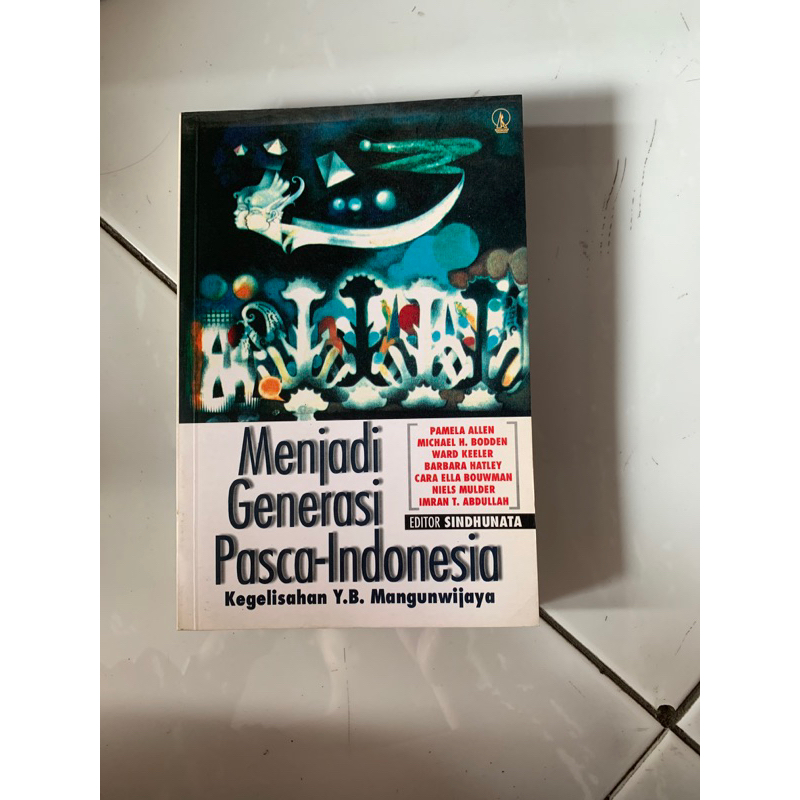 PAMELA ALLEN
MICHAEL H. BODDEN
WARD KEELER
BARBARA HATLEY
CARA ELLA BOUWMAN
NIELS MULDER
IMRAN T. ABDULLAH
EDITOR SINDHUNATA
Menjadi
Generasi
Pasca-Indonesia
Kegelisahan Y.B. Mangunwijaya